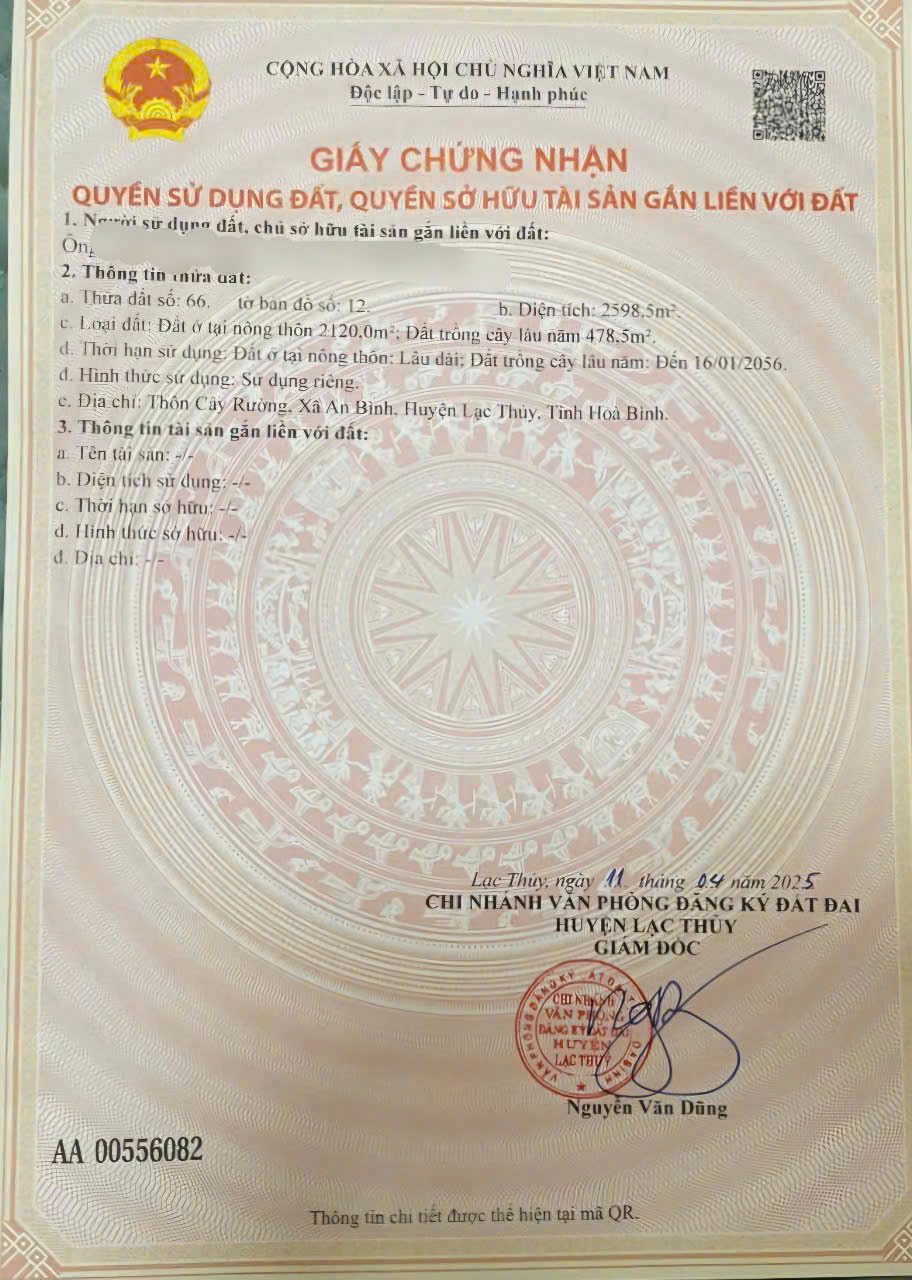 CỘNG HÒA XÃ HỘI CHỦ NGHĨA VIỆT NAM
Độc lập - Tự do - Hạnh phúc
GIẤY CHỨNG NHẬN
QUYỀN SỬ DỤNG ĐẤT, QUYỀN SỞ HỮU TÀI SẢN GẮN LIỀN VỚI ĐẤT
1. Người sử dụng đất, chủ sở hữu tài sản gắn liền với đất:
Ông
2. Thông tin thửa đất:
a. Thửa đất số: 66. tờ bản đồ số: 12. b. Diện tích: 2598,5m².
c. Loại đất: Đất ở tại nông thôn 2120,0m²; Đất trồng cây lâu năm 478,5m².
d. Thời hạn sử dụng: Đất ở tại nông thôn: Lâu dài; Đất trồng cây lâu năm: Đến 16/01/2056.
đ. Hình thức sử dụng: Sử dụng riêng.
e. Địa chỉ: Thôn Cây Rường, Xã An Bình, Huyện Lạc Thủy, Tỉnh Hoà Bình.
3. Thông tin tài sản gắn liền với đất:
a. Tên tài sản: -/-
b. Diện tích sử dụng: -/-
c. Thời hạn sở hữu: -/-
d. Hình thức sở hữu: -/-
đ. Địa chỉ: -/-
Lạc Thủy, ngày 11 tháng 04 năm 2025
CHI NHÁNH VĂN PHÒNG ĐĂNG KÝ ĐẤT ĐAI
HUYỆN LẠC THỦY
GIÁM ĐỐC
CHI NHÁNH
VĂN PHÒNG
ĐĂNG KÝ ĐẤT ĐAI
HUYỆN
LẠC THỦY
Nguyễn Văn Dũng
AA 00556082
Thông tin chi tiết được thể hiện tại mã QR.